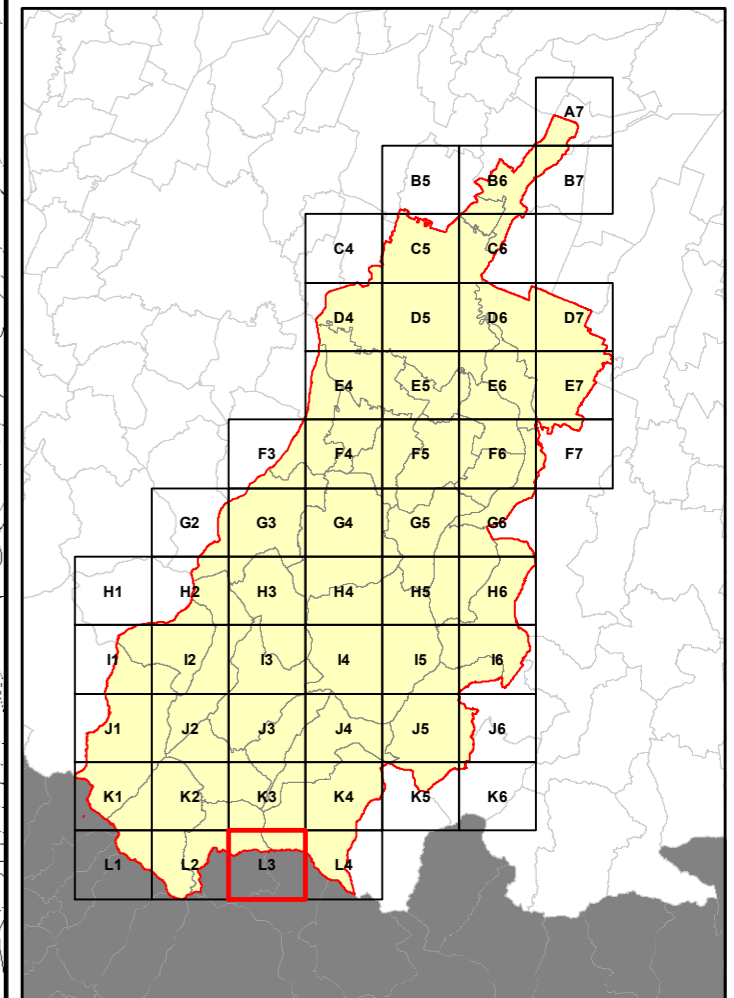 A7
B5 B6 B7
C4 C5 C6
D4 D5 D6 D7
E4 E5 E6 E7
F3 F4 F5 F6 F7
G2 G3 G4 G5 G6
H1 H2 H3 H4 H5 H6
I1 I2 I3 I4 I5 I6
J1 J2 J3 J4 J5 J6
K1 K2 K3 K4 K5 K6
L1 L2 L3 L4